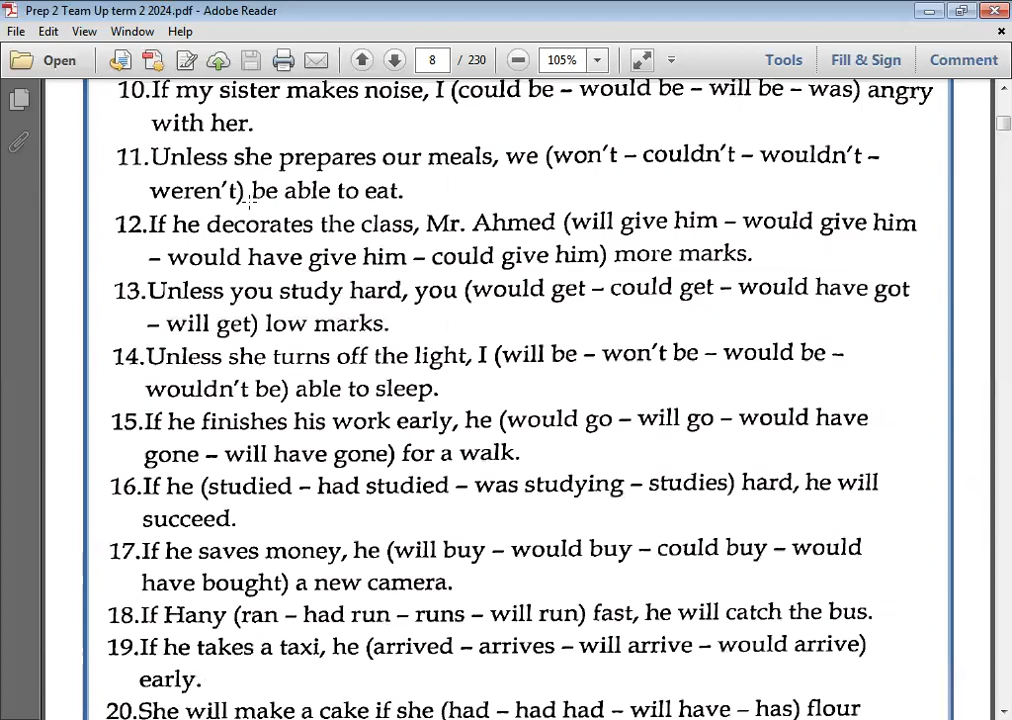 Prep 2 Team Up term 2 2024.pdf - Adobe Reader
File Edit View Window Help
Open 8 / 230 105% Tools Fill & Sign Comment
10.If my sister makes noise, I (could be – would be – will be – was) angry
with her.
11.Unless she prepares our meals, we (won't – couldn't – wouldn't –
weren't) be able to eat.
12.If he decorates the class, Mr. Ahmed (will give him – would give him
– would have give him – could give him) more marks.
13.Unless you study hard, you (would get – could get – would have got
– will get) low marks.
14.Unless she turns off the light, I (will be – won't be – would be –
wouldn't be) able to sleep.
15.If he finishes his work early, he (would go – will go – would have
gone – will have gone) for a walk.
16.If he (studied – had studied – was studying – studies) hard, he will
succeed.
17.If he saves money, he (will buy – would buy – could buy – would
have bought) a new camera.
18.If Hany (ran – had run – runs – will run) fast, he will catch the bus.
19.If he takes a taxi, he (arrived – arrives – will arrive – would arrive)
early.
20.She will make a cake if she (had – had had – will have – has) flour